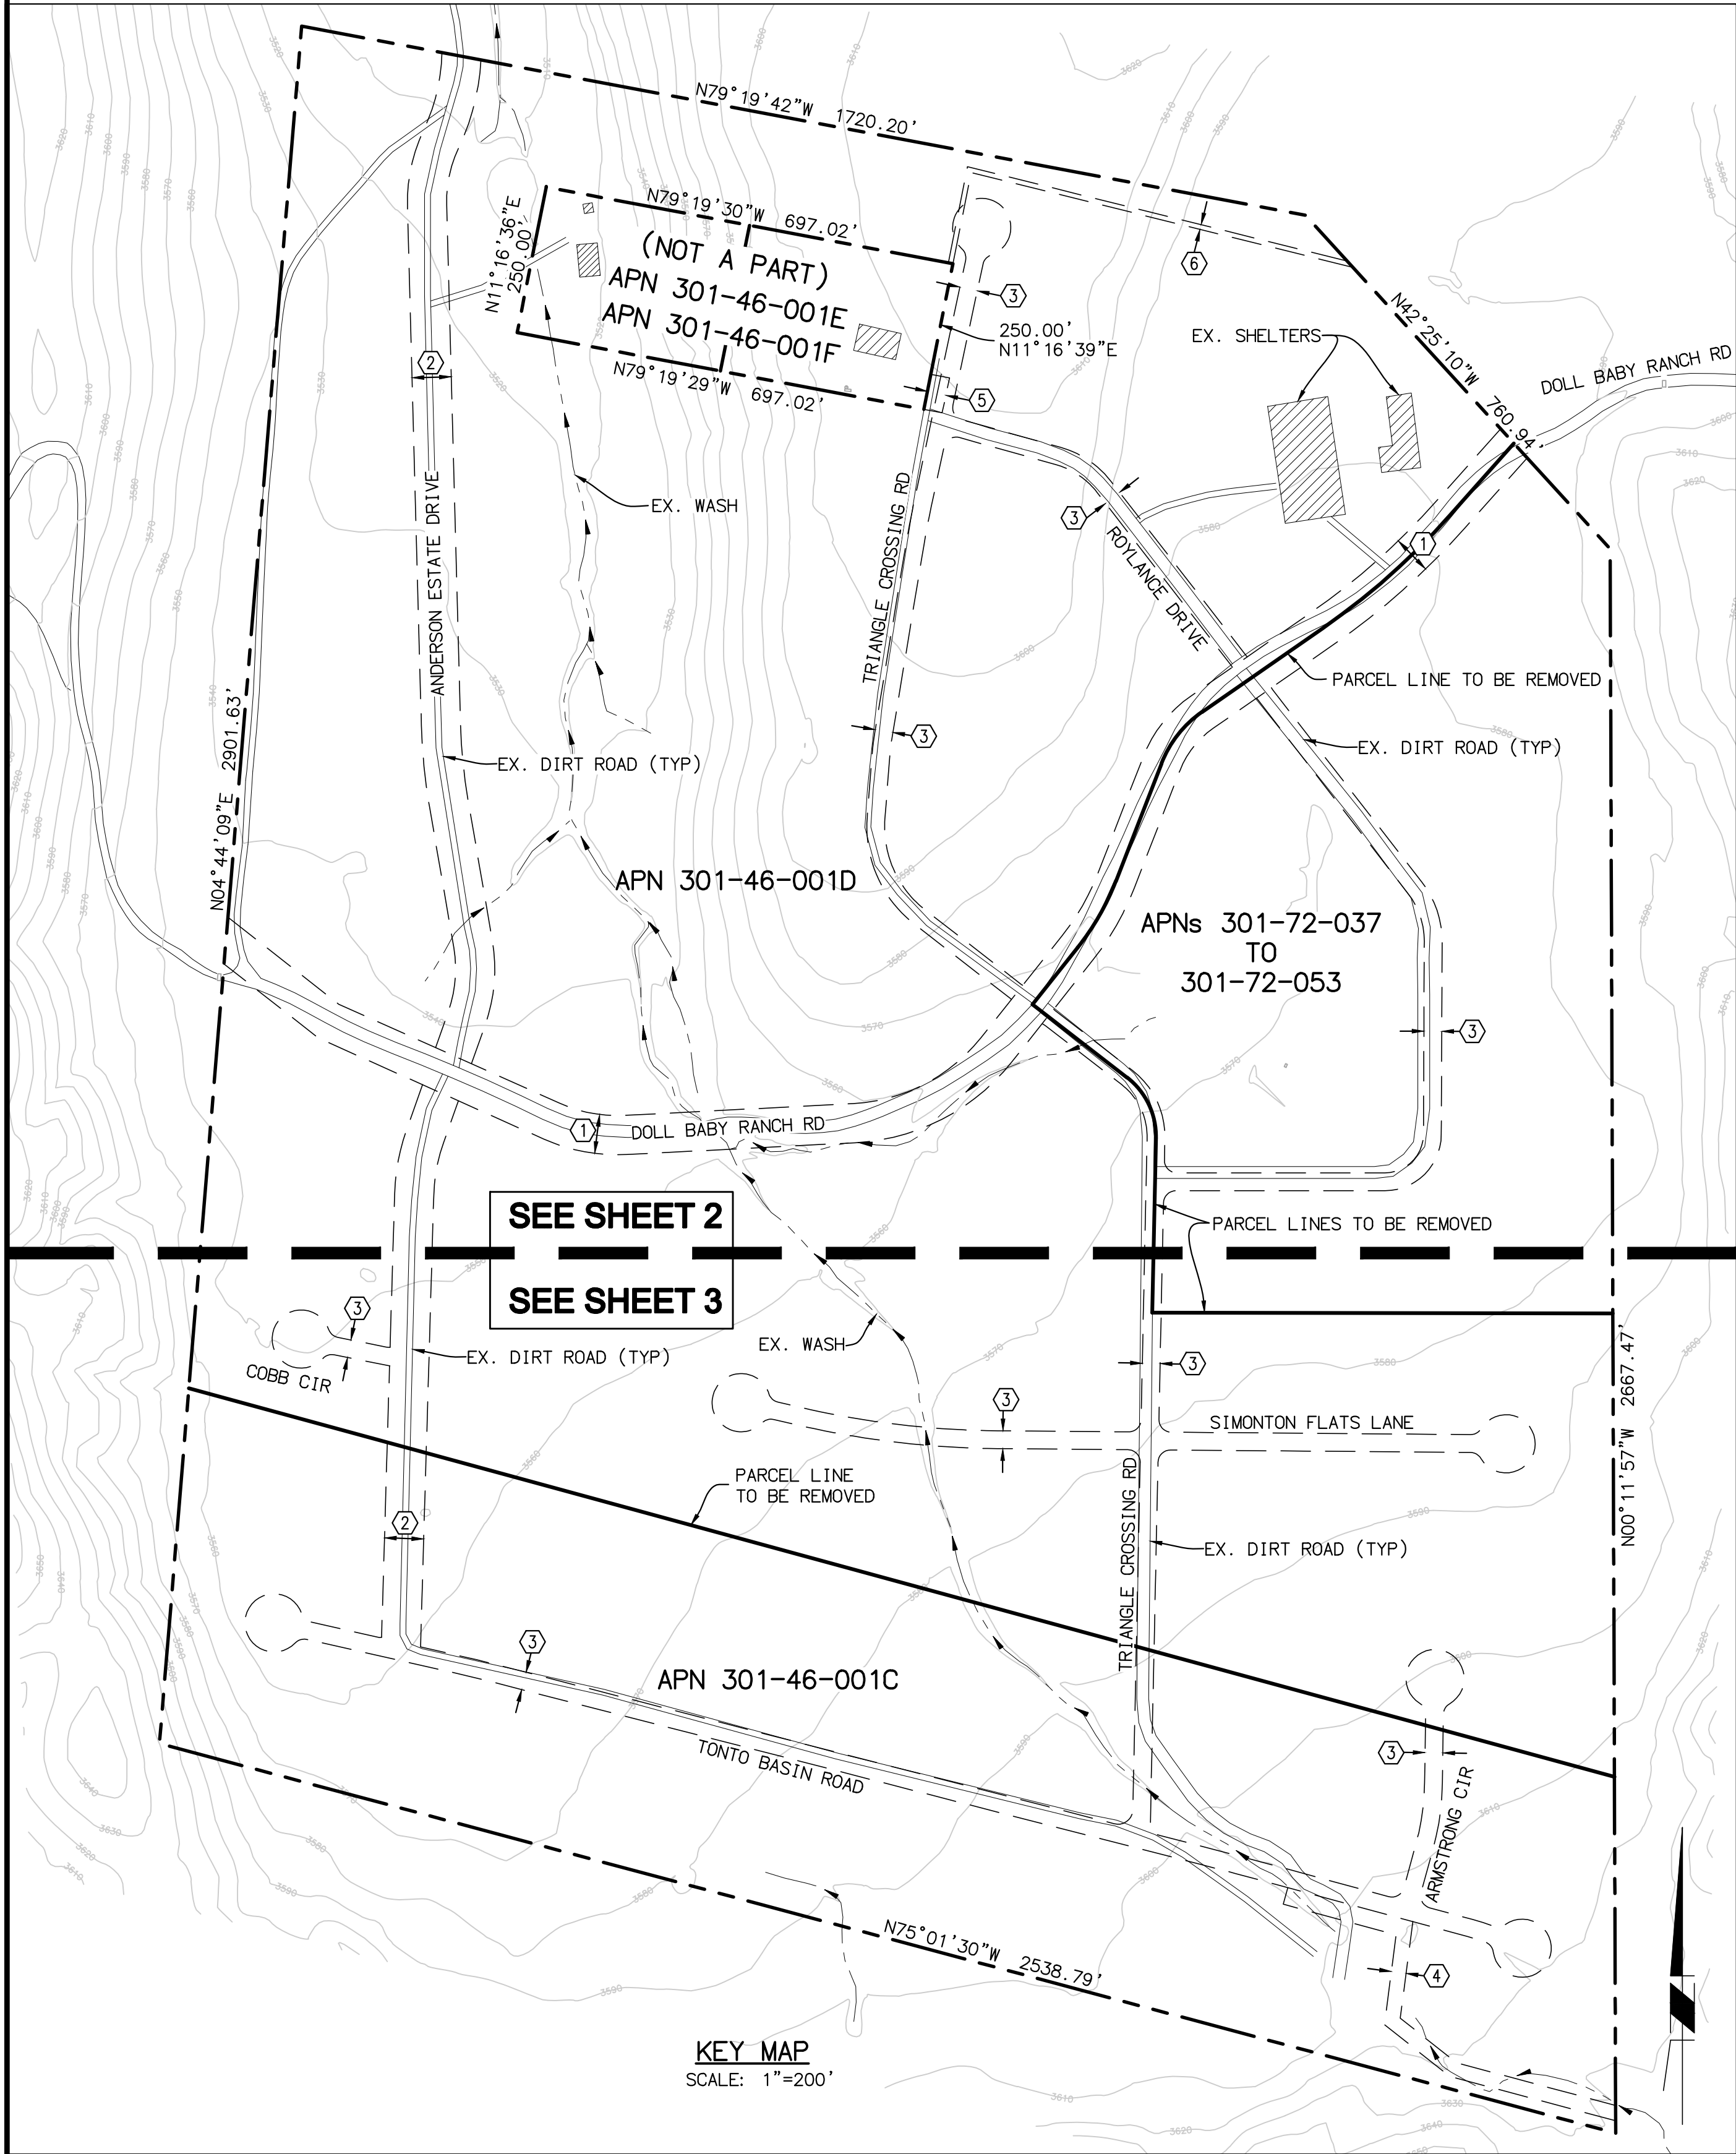 N79°19'42"W 1720.20'
N79°19'30"W 697.02'
N11°16'36"E
250.00'
(NOT A PART)
APN 301-46-001E
APN 301-46-001F
N79°19'29"W 697.02'
250.00'
N11°16'39"E
6
3
5
2
EX. SHELTERS
N42°25'10"W 760.94'
DOLL BABY RANCH RD
1
EX. WASH
ANDERSON ESTATE DRIVE
TRIANGLE CROSSING RD
3
ROYLANCE DRIVE
PARCEL LINE TO BE REMOVED
3
EX. DIRT ROAD (TYP)
EX. DIRT ROAD (TYP)
N04°44'09"E 2901.63'
APN 301-46-001D
APNs 301-72-037
TO
301-72-053
3
1
DOLL BABY RANCH RD
SEE SHEET 2
PARCEL LINES TO BE REMOVED
SEE SHEET 3
3
COBB CIR
EX. DIRT ROAD (TYP)
EX. WASH
3
3
SIMONTON FLATS LANE
N00°11'57"W 2667.47'
PARCEL LINE
TO BE REMOVED
2
TRIANGLE CROSSING RD
EX. DIRT ROAD (TYP)
3
APN 301-46-001C
TONTO BASIN ROAD
3
ARMSTRONG CIR
N75°01'30"W 2538.79'
4
KEY MAP
SCALE: 1"=200'